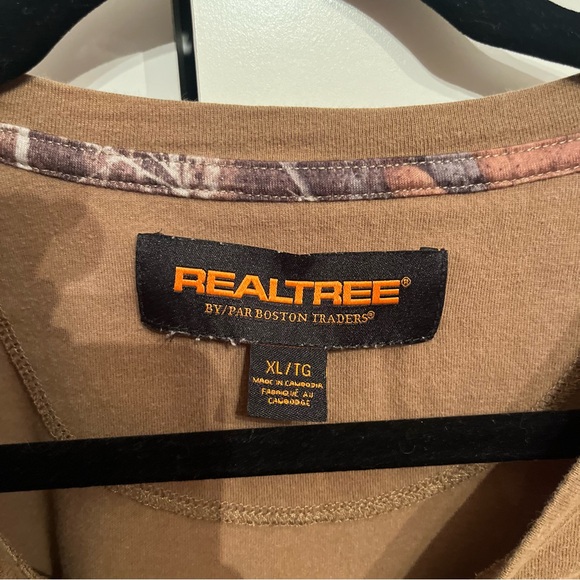 REALTREE®
BY/PAR BOSTON TRADERS®
XL/TG
MADE IN CAMBODIA
FABRIQUÉ AU
CAMBODGE